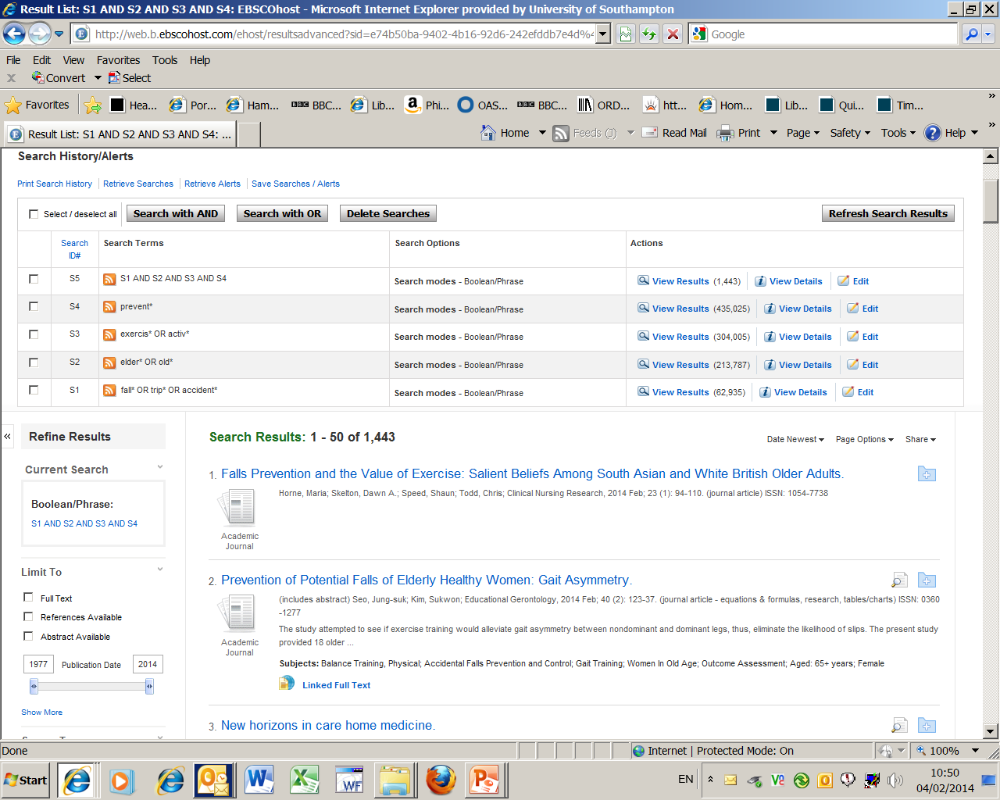 Result List: S1 AND S2 AND S3 AND S4: EBSCOhost - Microsoft Internet Explorer provided by University of Southampton
http://web.b.ebscohost.com/ehost/resultsadvanced?sid=e74b50ba-9402-4b16-92d6-242efddb7e4d%4
Google
File Edit View Favorites Tools Help
x Convert Select
Favorites Hea... Por... Ham... BBC BBC... Lib... Phi... OAS... BBC BBC... ORD... htt... Hom... Lib... Qui... Tim... »
Result List: S1 AND S2 AND S3 AND S4: ... Home Feeds (J) Read Mail Print Page Safety Tools Help »
Search History/Alerts
Print Search History Retrieve Searches Retrieve Alerts Save Searches / Alerts
Select / deselect all Search with AND Search with OR Delete Searches Refresh Search Results
Search ID# Search Terms Search Options Actions
S5 S1 AND S2 AND S3 AND S4 Search modes - Boolean/Phrase View Results (1,443) View Details Edit
S4 prevent* Search modes - Boolean/Phrase View Results (435,025) View Details Edit
S3 exercis* OR activ* Search modes - Boolean/Phrase View Results (304,005) View Details Edit
S2 elder* OR old* Search modes - Boolean/Phrase View Results (213,787) View Details Edit
S1 fall* OR trip* OR accident* Search modes - Boolean/Phrase View Results (62,935) View Details Edit
«
Refine Results
Current Search
Boolean/Phrase:
S1 AND S2 AND S3 AND S4
Limit To
Full Text
References Available
Abstract Available
1977 Publication Date 2014
Show More
Search Results: 1 - 50 of 1,443
Date Newest Page Options Share
1. Falls Prevention and the Value of Exercise: Salient Beliefs Among South Asian and White British Older Adults.
Horne, Maria; Skelton, Dawn A.; Speed, Shaun; Todd, Chris; Clinical Nursing Research, 2014 Feb; 23 (1): 94-110. (journal article) ISSN: 1054-7738
Academic
Journal
2. Prevention of Potential Falls of Elderly Healthy Women: Gait Asymmetry.
(includes abstract) Seo, Jung-suk; Kim, Sukwon; Educational Gerontology, 2014 Feb; 40 (2): 123-37. (journal article - equations & formulas, research, tables/charts) ISSN: 0360
-1277
The study attempted to see if exercise training would alleviate gait asymmetry between nondominant and dominant legs, thus, eliminate the likelihood of slips. The present study
provided 18 older ...
Academic
Journal
Subjects: Balance Training, Physical; Accidental Falls Prevention and Control; Gait Training; Women In Old Age; Outcome Assessment; Aged: 65+ years; Female
Linked Full Text
3. New horizons in care home medicine.
Done Internet | Protected Mode: On 100%
Start EN 10:50
04/02/2014